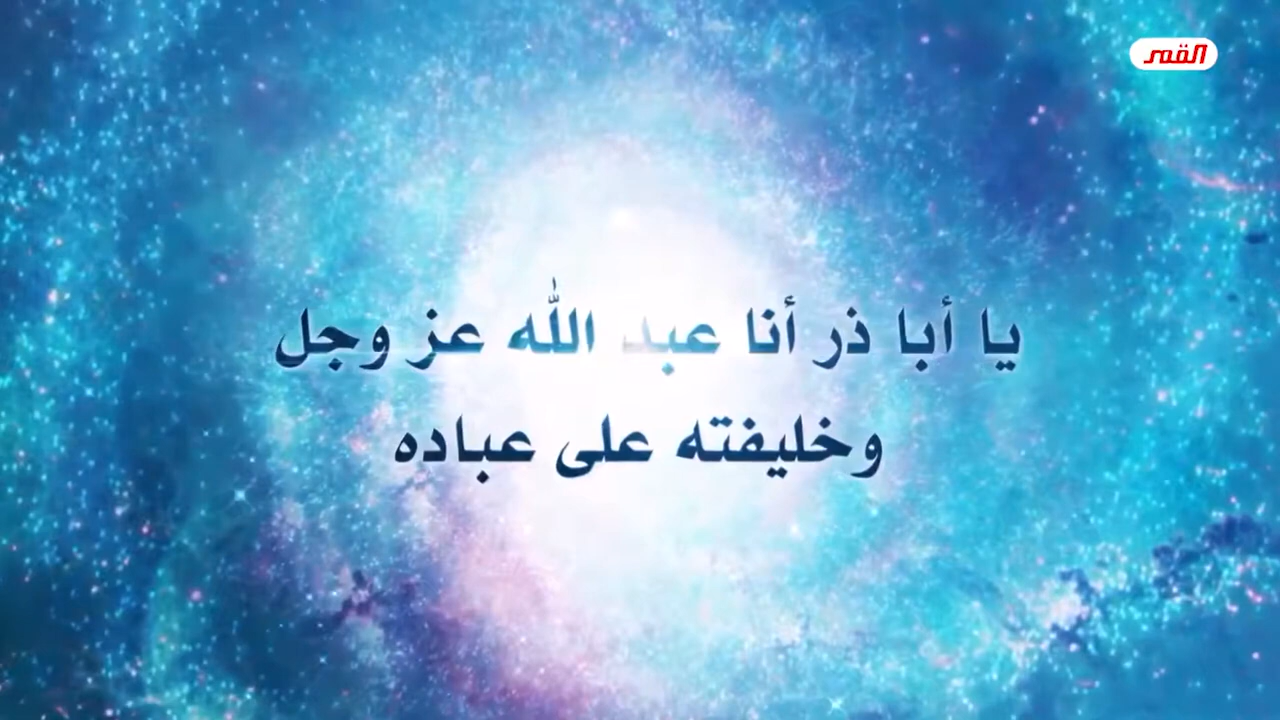 القمر
يا أبا ذر أنا عبد الله عز وجل
وخليفته على عباده